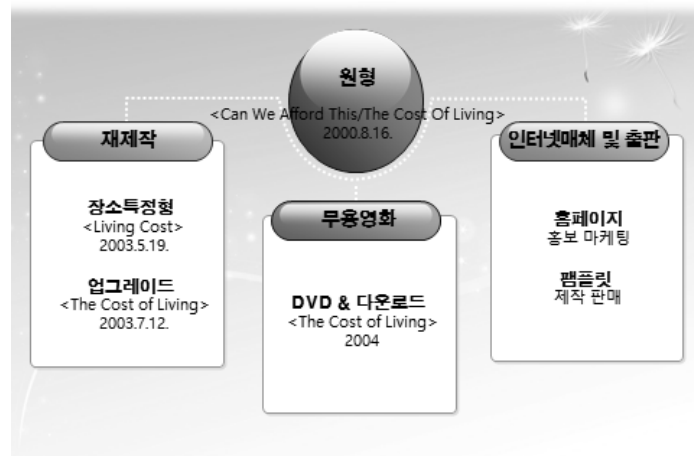 원형
<Can We Afford This/The Cost Of Living>
2000.8.16.
재제작
장소특정형
<Living Cost>
2003.5.19.
업그레이드
<The Cost of Living>
2003.7.12.
무용영화
DVD & 다운로드
<The Cost of Living>
2004
인터넷매체 및 출판
홈페이지
홍보 마케팅
팸플릿
제작 판매